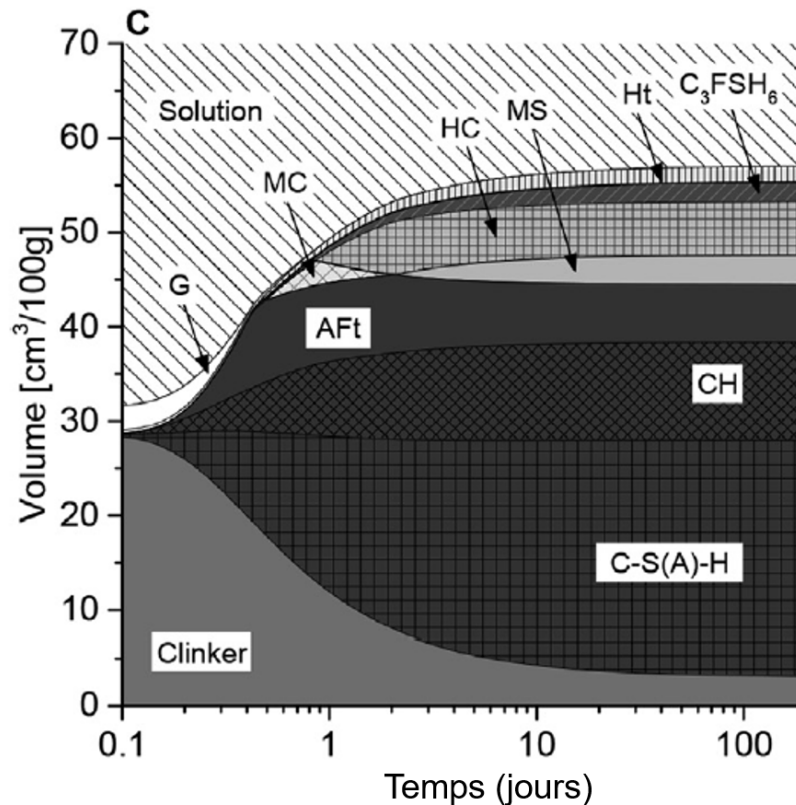 C
70
60
50
40
30
20
10
0
Volume [cm³/100g]
Solution
G
MC
HC
MS
Ht
C₃FSH₆
AFt
CH
C-S(A)-H
Clinker
0.1
1
10
100
Temps (jours)